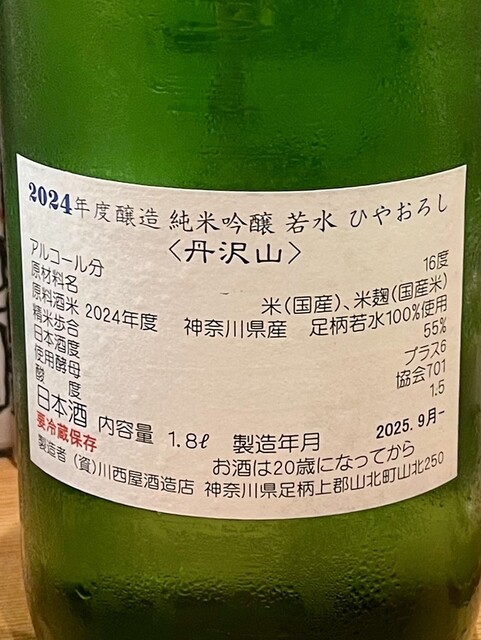 2024年度醸造 純米吟醸 若水 ひやおろし
〈丹沢山〉
アルコール分 16度
原材料名 米(国産)、米麹(国産米)
原料酒米 2024年度 神奈川県産 足柄若水100%使用
精米歩合 55%
日本酒度 プラス6
使用酵母 協会701
酸度 1.5
日本酒 内容量 1.8ℓ 製造年月 2025.9月-
要冷蔵保存 お酒は20歳になってから
製造者 (資)川西屋酒造店 神奈川県足柄上郡山北町山北250